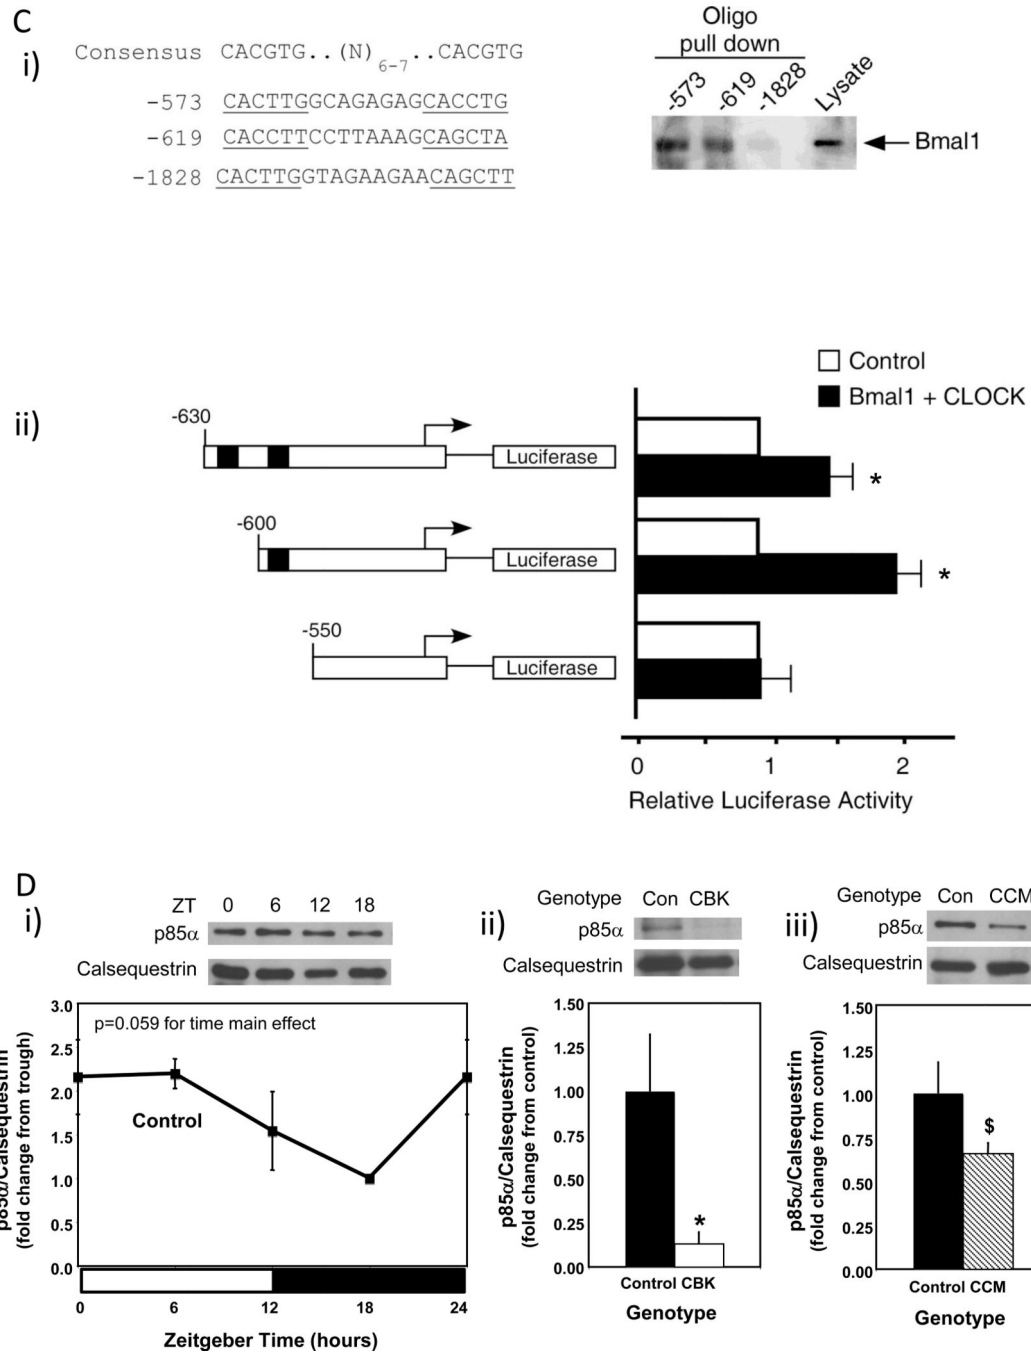 C
i)
Consensus CACGTG..(N)6-7..CACGTG
-573 CACTTGGCAGAGAGCACCTG
-619 CACCTTCCTTAAAGCAGCTA
-1828 CACTTGGTAGAAGAACAGCTT
Oligo
pull down
-573 -619 -1828 Lysate
Bmal1
ii)
Control
Bmal1 + CLOCK
-630
Luciferase
*
-600
Luciferase
*
-550
Luciferase
0 1 2
Relative Luciferase Activity
D
i)
ZT 0 6 12 18
p85α
Calsequestrin
3.0
2.5
2.0
1.5
1.0
0.5
0.0
p85α/Calsequestrin
(fold change from trough)
p=0.059 for time main effect
Control
0 6 12 18 24
Zeitgeber Time (hours)
ii)
Genotype Con CBK
p85α
Calsequestrin
1.50
1.25
1.00
0.75
0.50
0.25
0.00
p85α/Calsequestrin
(fold change from control)
*
Control CBK
Genotype
iii)
Genotype Con CCM
p85α
Calsequestrin
1.50
1.25
1.00
0.75
0.50
0.25
0.00
p85α/Calsequestrin
(fold change from control)
$
Control CCM
Genotype